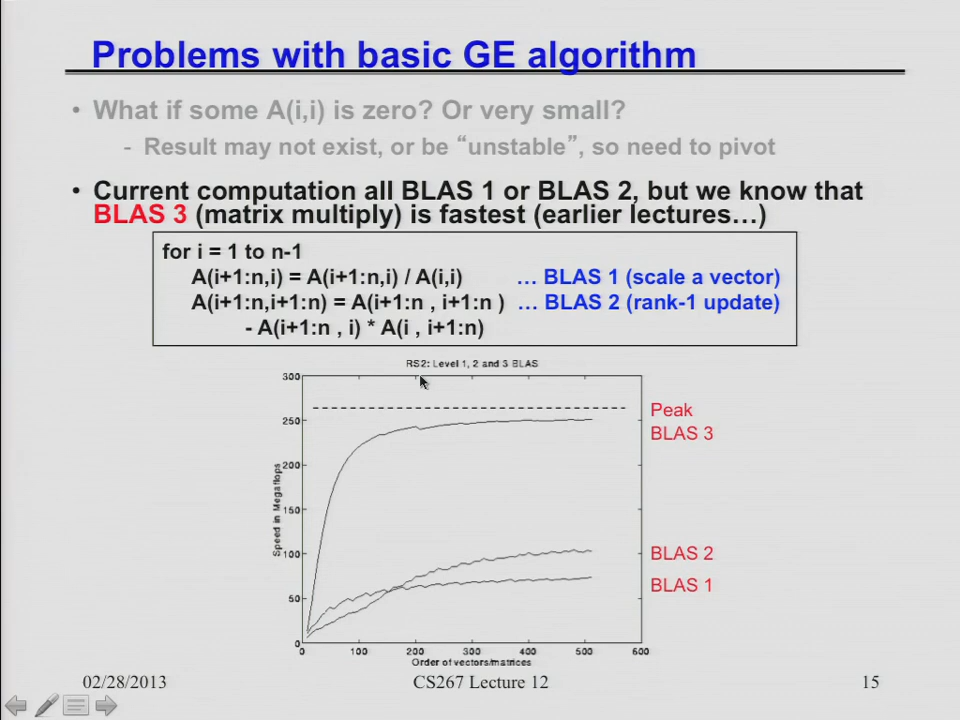 Problems with basic GE algorithm
• What if some A(i,i) is zero? Or very small?
- Result may not exist, or be “unstable”, so need to pivot
• Current computation all BLAS 1 or BLAS 2, but we know that
BLAS 3 (matrix multiply) is fastest (earlier lectures…)
for i = 1 to n-1
A(i+1:n,i) = A(i+1:n,i) / A(i,i) … BLAS 1 (scale a vector)
A(i+1:n,i+1:n) = A(i+1:n , i+1:n ) … BLAS 2 (rank-1 update)
- A(i+1:n , i) * A(i , i+1:n)
RS2: Level 1, 2 and 3 BLAS
300
250
200
150
100
50
0
Speed in Megaflops
Peak
BLAS 3
BLAS 2
BLAS 1
0 100 200 300 400 500 600
Order of vectors/matrices
02/28/2013 CS267 Lecture 12 15